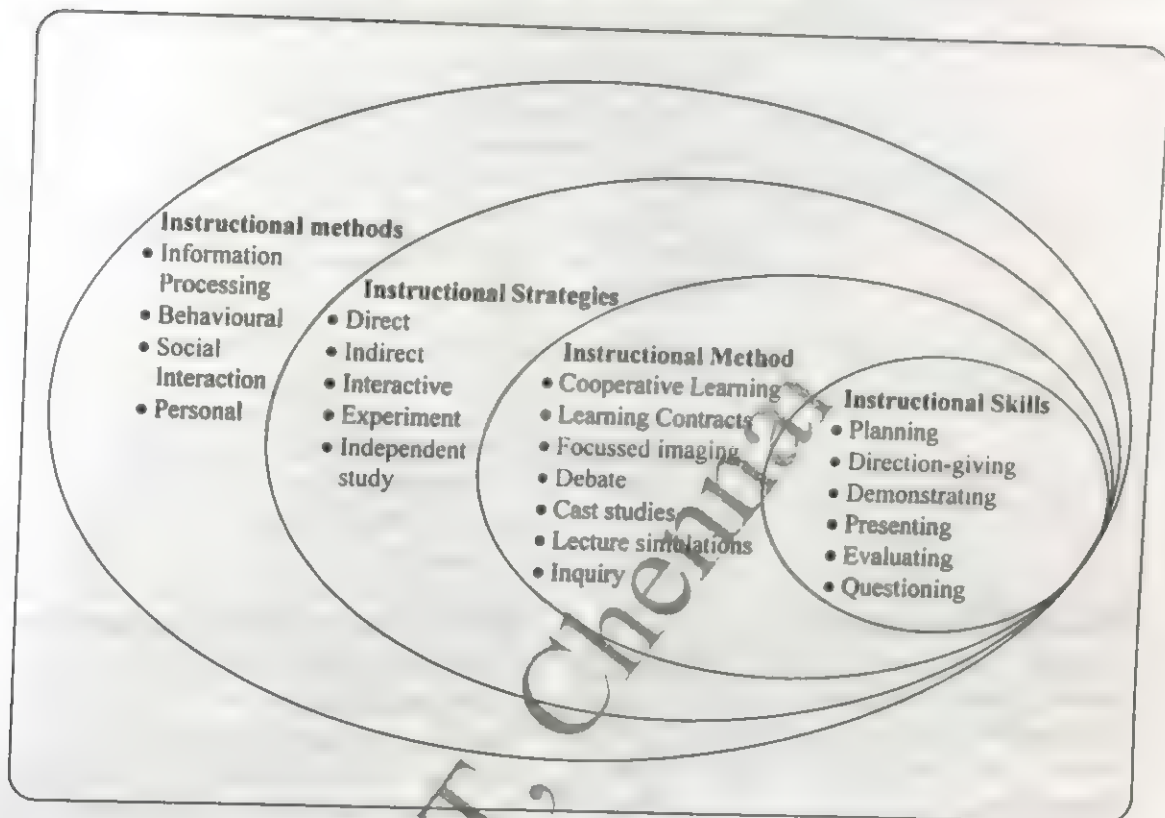 Instructional methods
• Information
Processing
• Behavioural
• Social
Interaction
• Personal
Instructional Strategies
• Direct
• Indirect
• Interactive
• Experiment
• Independent
study
Instructional Method
• Cooperative Learning
• Learning Contracts
• Focussed imaging
• Debate
• Cast studies
• Lecture simulations
• Inquiry
Instructional Skills
• Planning
• Direction-giving
• Demonstrating
• Presenting
• Evaluating
• Questioning
, Chennai